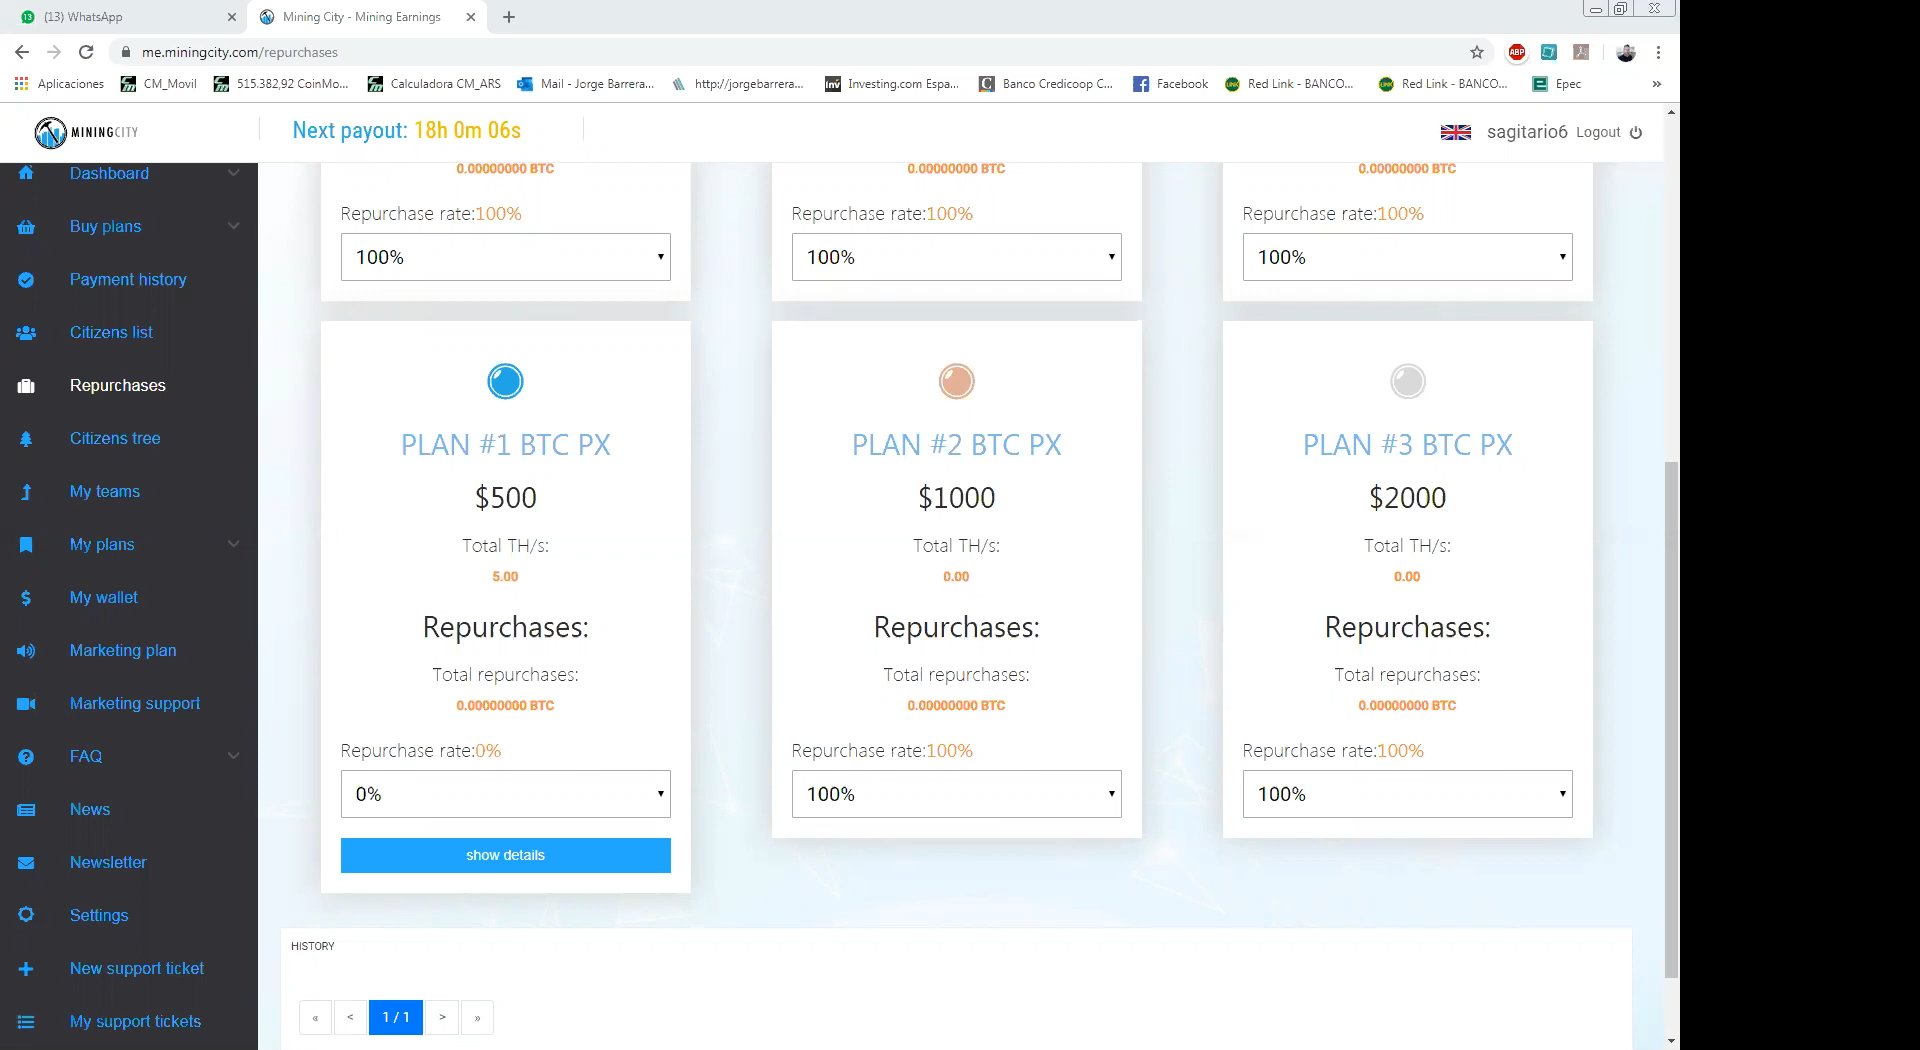 (13) WhatsApp
Mining City - Mining Earnings
me.miningcity.com/repurchases
ABP
Aplicaciones
CM_Movil
515.382,92 CoinMo...
Calculadora CM_ARS
Mail - Jorge Barrera...
http://jorgebarrera...
Inv
Investing.com Espa...
Banco Credicoop C...
Facebook
LINK
Red Link - BANCO...
LINK
Red Link - BANCO...
Epec
»
MININGCITY
Next payout: 18h 0m 06s
sagitario6
Logout
Dashboard
Buy plans
Payment history
Citizens list
Repurchases
Citizens tree
My teams
My plans
My wallet
Marketing plan
Marketing support
FAQ
News
Newsletter
Settings
New support ticket
My support tickets
0.00000000 BTC
Repurchase rate:100%
100%
0.00000000 BTC
Repurchase rate:100%
100%
0.00000000 BTC
Repurchase rate:100%
100%
PLAN #1 BTC PX
$500
Total TH/s:
5.00
Repurchases:
Total repurchases:
0.00000000 BTC
Repurchase rate:0%
0%
show details
PLAN #2 BTC PX
$1000
Total TH/s:
0.00
Repurchases:
Total repurchases:
0.00000000 BTC
Repurchase rate:100%
100%
PLAN #3 BTC PX
$2000
Total TH/s:
0.00
Repurchases:
Total repurchases:
0.00000000 BTC
Repurchase rate:100%
100%
HISTORY
« < 1 / 1 > »